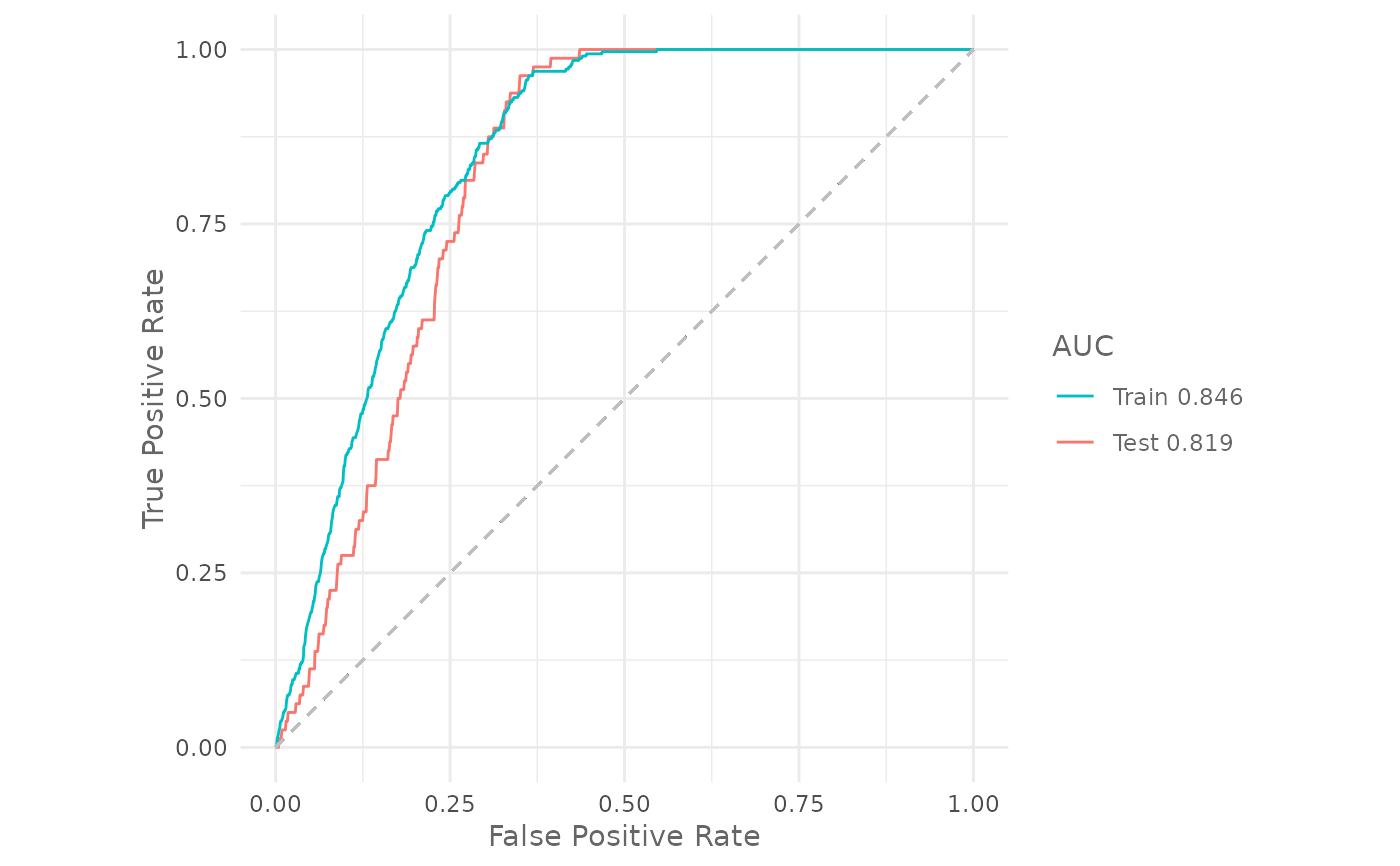 1.00
0.75
0.50
0.25
0.00
True Positive Rate
0.00 0.25 0.50 0.75 1.00
False Positive Rate
AUC
Train 0.846
Test 0.819